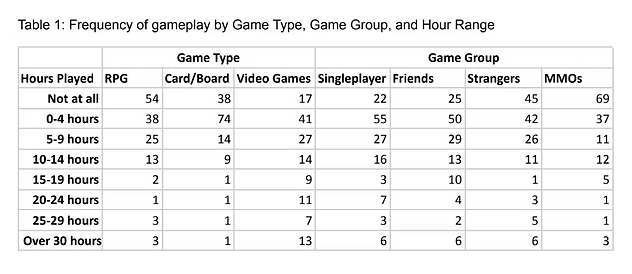 Table 1: Frequency of gameplay by Game Type, Game Group, and Hour Range
Game Type Game Group
Hours Played RPG Card/Board Video Games Singleplayer Friends Strangers MMOs
Not at all 54 38 17 22 25 45 69
0-4 hours 38 74 41 55 50 42 37
5-9 hours 25 14 27 27 29 26 11
10-14 hours 13 9 14 16 13 11 12
15-19 hours 2 1 9 3 10 1 5
20-24 hours 1 1 11 7 4 3 1
25-29 hours 3 1 7 3 2 5 1
Over 30 hours 3 1 13 6 6 6 3